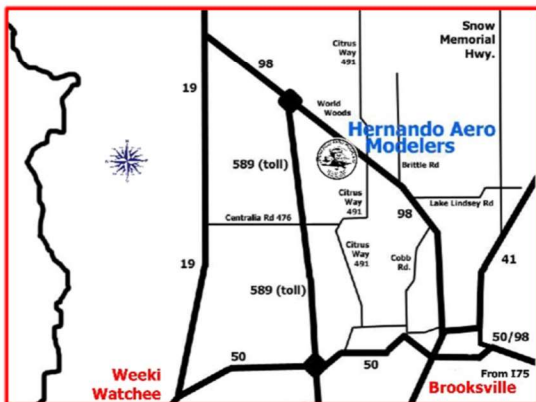 Snow
Memorial
Hwy.
Citrus
Way
491
98
19
World
Woods
Hernando Aero
Modelers
589 (toll)
Brittle Rd
Citrus
Way
491
Lake Lindsey Rd
Centralia Rd 476
98
Citrus
Way
491
Cobb
Rd.
41
19
589 (toll)
50/98
50
50
From I75
Weeki
Watchee
Brooksville